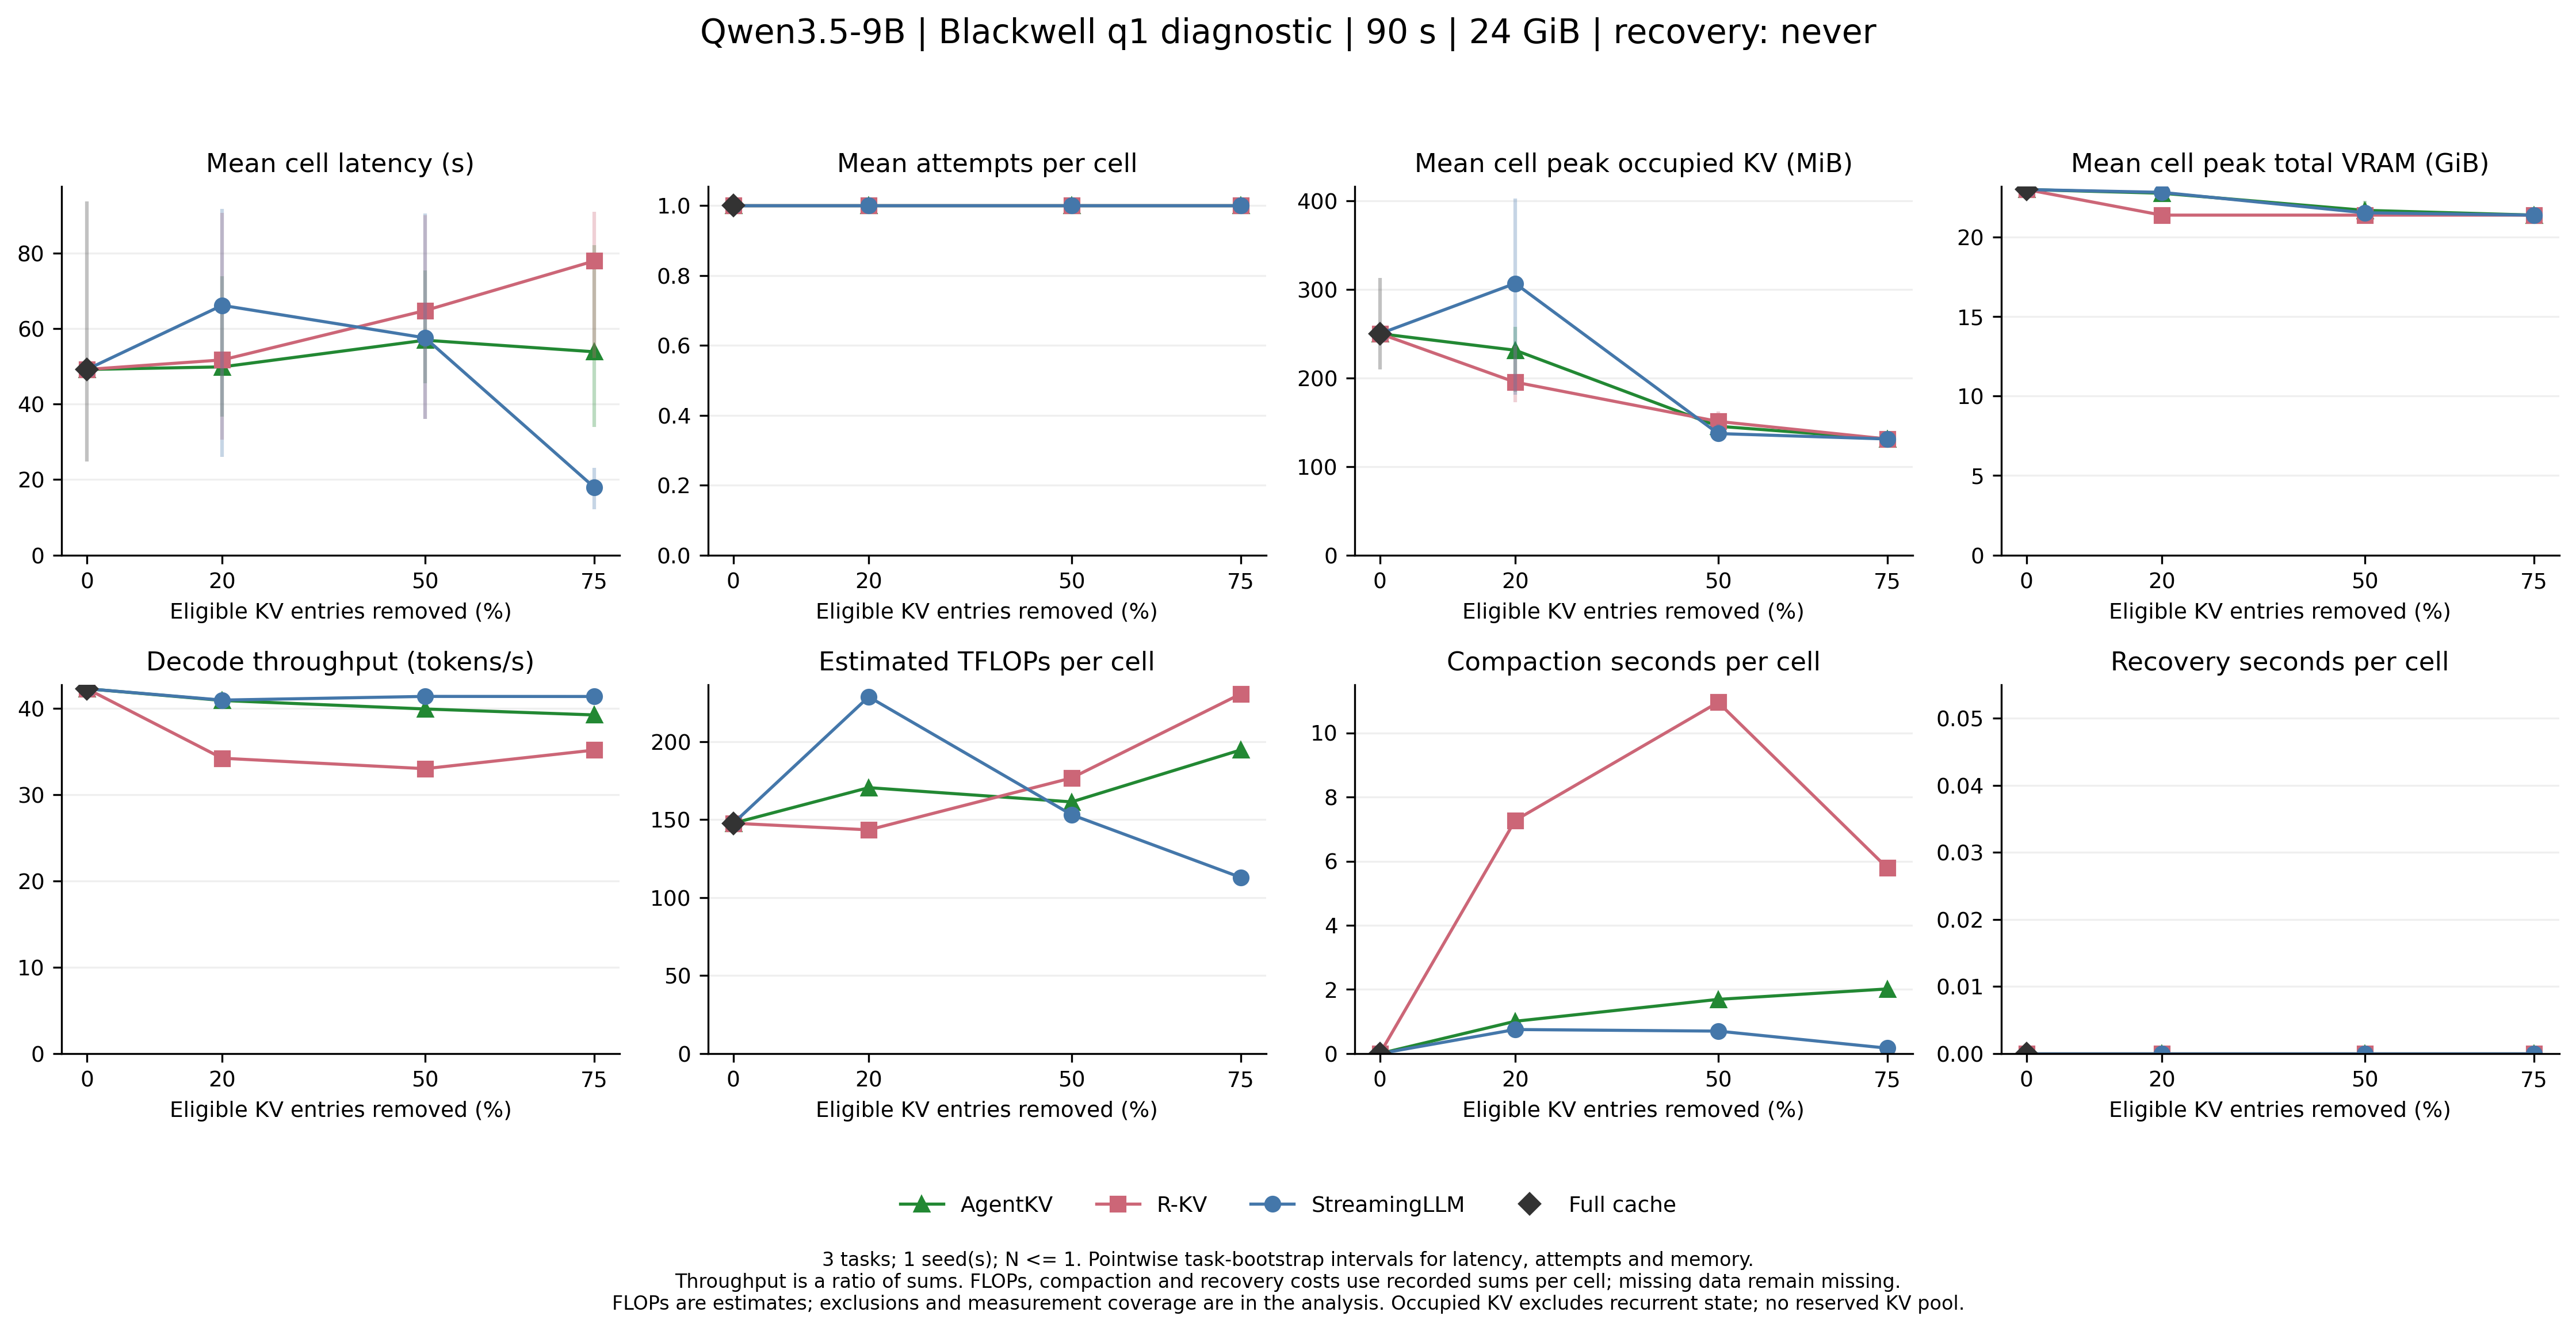 Qwen3.5-9B | Blackwell q1 diagnostic | 90 s | 24 GiB | recovery: never
Mean cell latency (s)
80
60
40
20
0
0 20 50 75
Eligible KV entries removed (%)
Mean attempts per cell
1.0
0.8
0.6
0.4
0.2
0.0
0 20 50 75
Eligible KV entries removed (%)
Mean cell peak occupied KV (MiB)
400
300
200
100
0
0 20 50 75
Eligible KV entries removed (%)
Mean cell peak total VRAM (GiB)
20
15
10
5
0
0 20 50 75
Eligible KV entries removed (%)
Decode throughput (tokens/s)
40
30
20
10
0
0 20 50 75
Eligible KV entries removed (%)
Estimated TFLOPs per cell
200
150
100
50
0
0 20 50 75
Eligible KV entries removed (%)
Compaction seconds per cell
10
8
6
4
2
0
0 20 50 75
Eligible KV entries removed (%)
Recovery seconds per cell
0.05
0.04
0.03
0.02
0.01
0.00
0 20 50 75
Eligible KV entries removed (%)
AgentKV R-KV StreamingLLM Full cache
3 tasks; 1 seed(s); N <= 1. Pointwise task-bootstrap intervals for latency, attempts and memory.
Throughput is a ratio of sums. FLOPs, compaction and recovery costs use recorded sums per cell; missing data remain missing.
FLOPs are estimates; exclusions and measurement coverage are in the analysis. Occupied KV excludes recurrent state; no reserved KV pool.